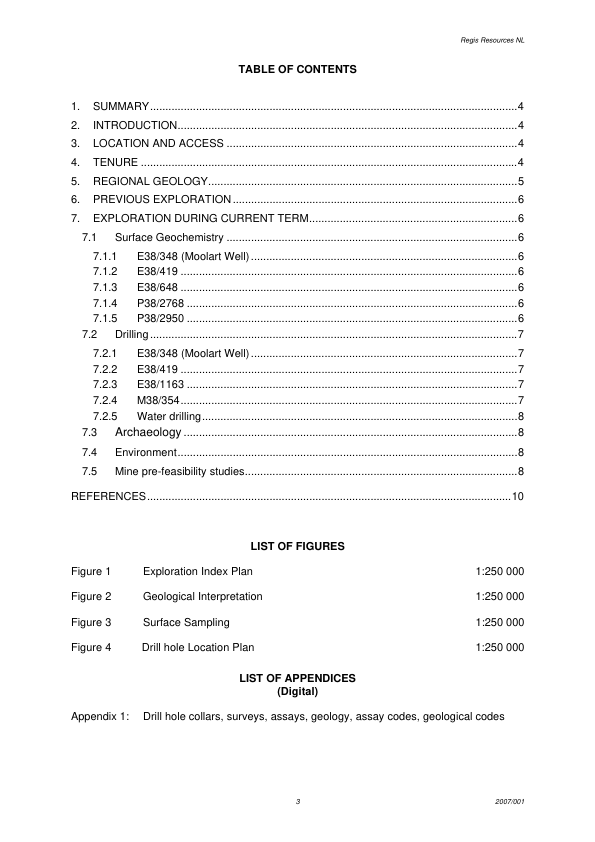 Regis Resources NL
TABLE OF CONTENTS
1. SUMMARY....................4
2. INTRODUCTION....................4
3. LOCATION AND ACCESS ....................4
4. TENURE ....................4
5. REGIONAL GEOLOGY....................5
6. PREVIOUS EXPLORATION....................6
7. EXPLORATION DURING CURRENT TERM....................6
7.1 Surface Geochemistry ....................6
7.1.1 E38/348 (Moolart Well)....................6
7.1.2 E38/419 ....................6
7.1.3 E38/648 ....................6
7.1.4 P38/2768 ....................6
7.1.5 P38/2950 ....................6
7.2 Drilling....................7
7.2.1 E38/348 (Moolart Well)....................7
7.2.2 E38/419 ....................7
7.2.3 E38/1163 ....................7
7.2.4 M38/354....................7
7.2.5 Water drilling....................8
7.3 Archaeology ....................8
7.4 Environment....................8
7.5 Mine pre-feasibility studies....................8
REFERENCES....................10
LIST OF FIGURES
Figure 1 Exploration Index Plan 1:250 000
Figure 2 Geological Interpretation 1:250 000
Figure 3 Surface Sampling 1:250 000
Figure 4 Drill hole Location Plan 1:250 000
LIST OF APPENDICES
(Digital)
Appendix 1: Drill hole collars, surveys, assays, geology, assay codes, geological codes
3 2007/001